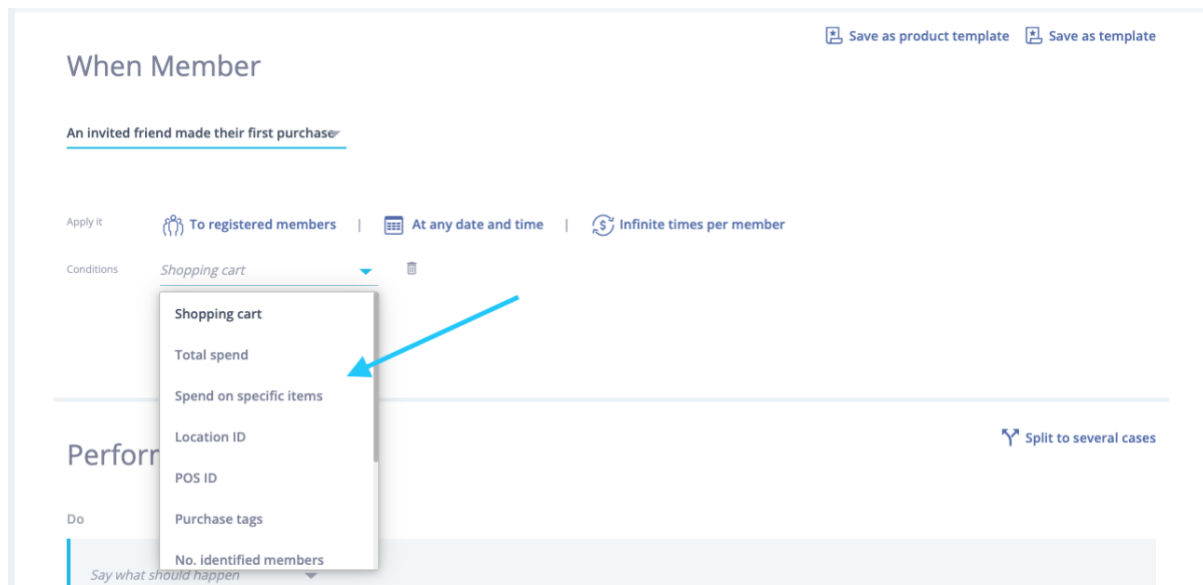 Save as product template
Save as template
When Member
An invited friend made their first purchase
Apply it
To registered members | At any date and time | Infinite times per member
Conditions
Shopping cart
Shopping cart
Total spend
Spend on specific items
Location ID
POS ID
Purchase tags
No. identified members
Split to several cases
Do
Say what should happen